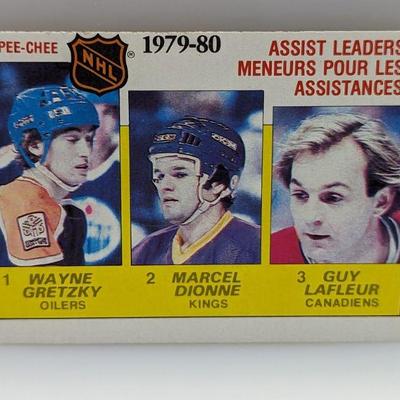 PEE-CHEE
NHL
®
1979-80
ASSIST LEADERS
MENEURS POUR LES
ASSISTANCES
1 WAYNE
GRETZKY
OILERS
2 MARCEL
DIONNE
KINGS
3 GUY
LAFLEUR
CANADIENS